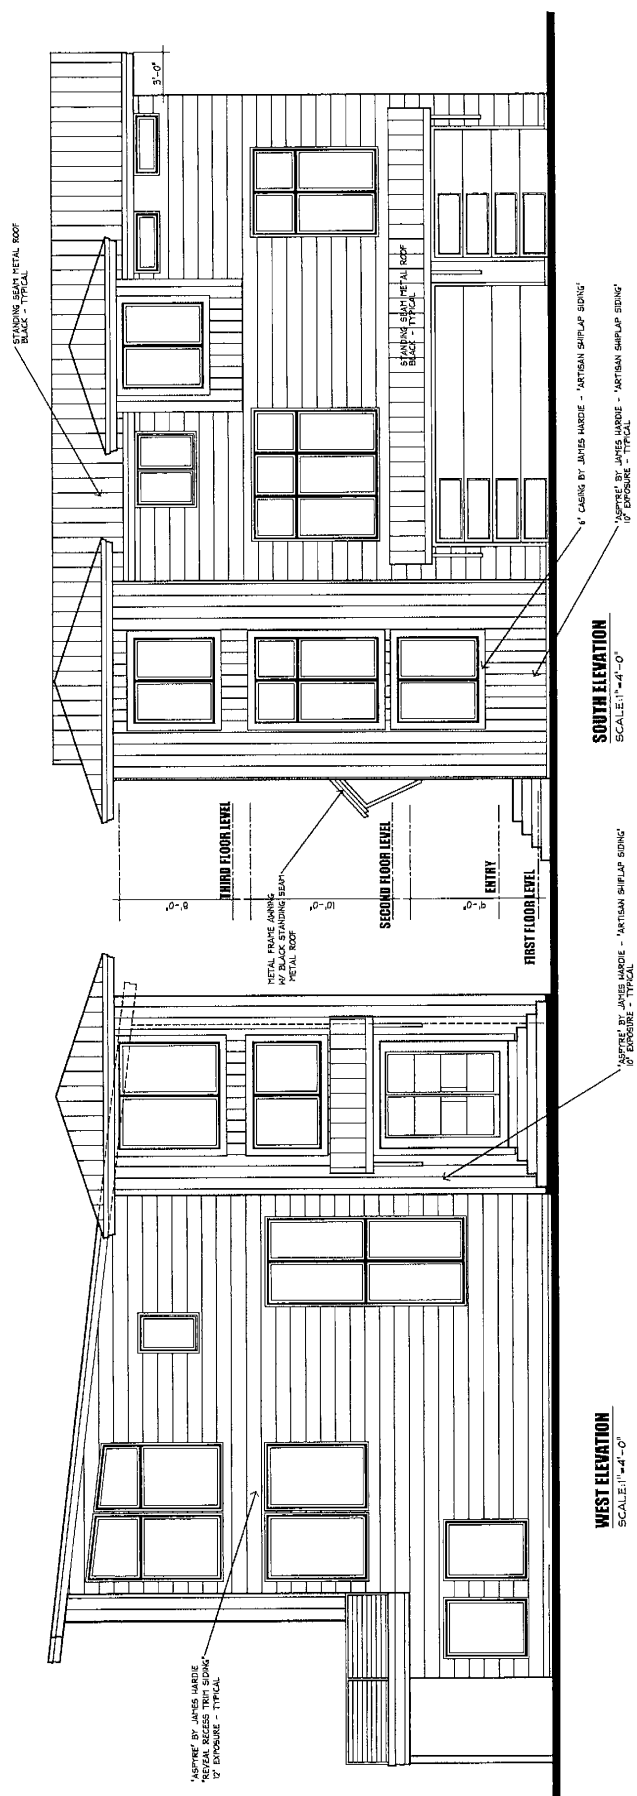 STANDING SEAM METAL ROOF
BLACK - TYPICAL
3'-0"
STANDING SEAM METAL ROOF
BLACK - TYPICAL
6" CASING BY JAMES HARDIE - 'ARTISAN SHIPLAP SIDING'
'ASPYRE' BY JAMES HARDIE - 'ARTISAN SHIPLAP SIDING'
10" EXPOSURE - TYPICAL
SOUTH ELEVATION
SCALE:1"=4'-0"
8'-0"
THIRD FLOOR LEVEL
METAL FRAME AWNING
W/ BLACK STANDING SEAM
METAL ROOF
10'-0"
SECOND FLOOR LEVEL
9'-0"
ENTRY
FIRST FLOOR LEVEL
'ASPYRE' BY JAMES HARDIE - 'ARTISAN SHIPLAP SIDING'
10" EXPOSURE - TYPICAL
WEST ELEVATION
SCALE:1"=4'-0"
'ASPYRE' BY JAMES HARDIE
'REVEAL RECESS TRIM SIDING'
12" EXPOSURE - TYPICAL